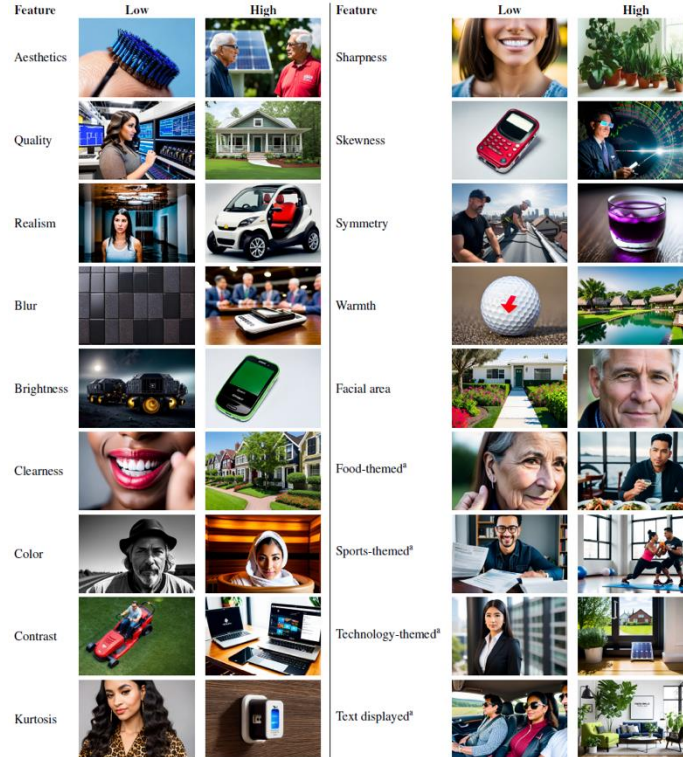 Feature Low High
Aesthetics
Quality
Realism
Blur
Brightness
Clearness
Color
Contrast
Kurtosis
Feature Low High
Sharpness
Skewness
Symmetry
Warmth
Facial area
Food-themedª
Sports-themedª
Technology-themedª
Text displayedª